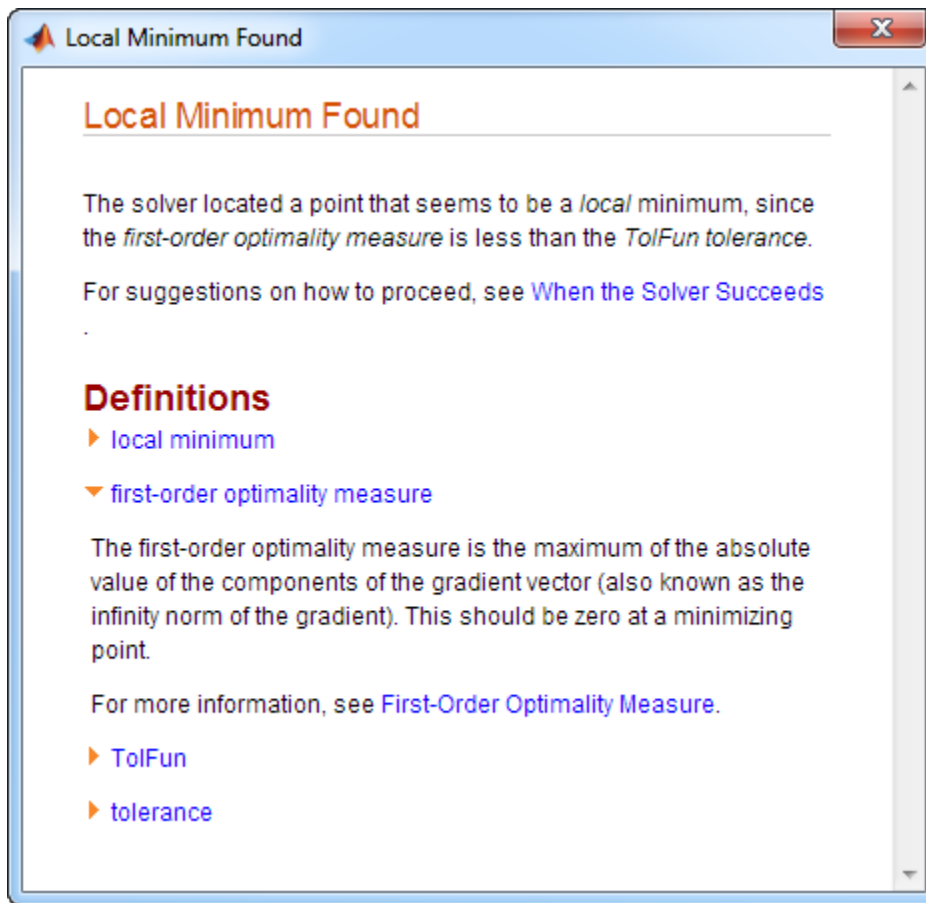 Local Minimum Found
Local Minimum Found
The solver located a point that seems to be a local minimum, since
the first-order optimality measure is less than the TolFun tolerance.
For suggestions on how to proceed, see When the Solver Succeeds
.
Definitions
local minimum
first-order optimality measure
The first-order optimality measure is the maximum of the absolute
value of the components of the gradient vector (also known as the
infinity norm of the gradient). This should be zero at a minimizing
point.
For more information, see First-Order Optimality Measure.
TolFun
tolerance